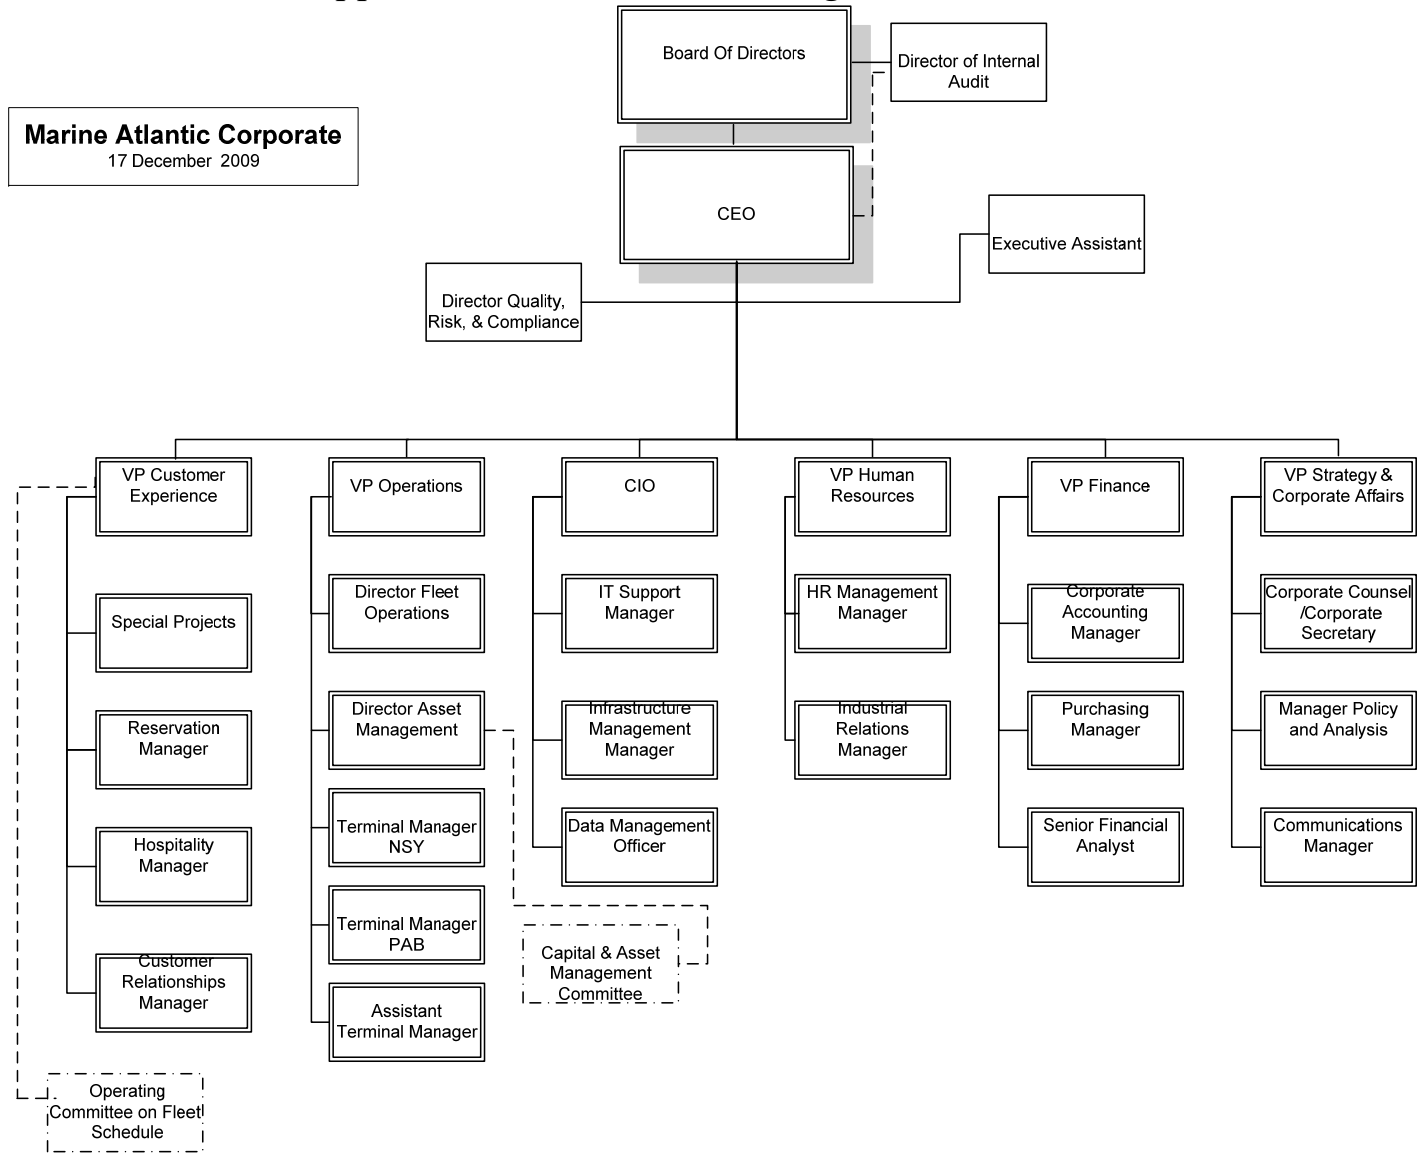 Board Of Directors
Director of Internal
Audit
Marine Atlantic Corporate
17 December 2009
CEO
Executive Assistant
Director Quality,
Risk, & Compliance
VP Customer
Experience
VP Operations
CIO
VP Human
Resources
VP Finance
VP Strategy &
Corporate Affairs
Special Projects
Reservation
Manager
Hospitality
Manager
Customer
Relationships
Manager
Operating
Committee on Fleet
Schedule
Director Fleet
Operations
Director Asset
Management
Terminal Manager
NSY
Terminal Manager
PAB
Assistant
Terminal Manager
IT Support
Manager
Infrastructure
Management
Manager
Data Management
Officer
Capital & Asset
Management
Committee
HR Management
Manager
Industrial
Relations
Manager
Corporate
Accounting
Manager
Purchasing
Manager
Senior Financial
Analyst
Corporate Counsel
/Corporate
Secretary
Manager Policy
and Analysis
Communications
Manager